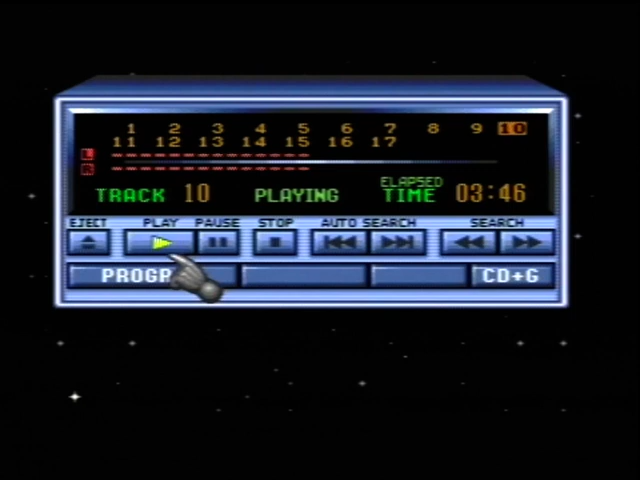 1 2 3 4 5 6 7 8 9 10
11 12 13 14 15 16 17
L
R
ELAPSED
TRACK 10 PLAYING TIME 03:46
EJECT PLAY PAUSE STOP AUTO SEARCH SEARCH
PROGR CD+G